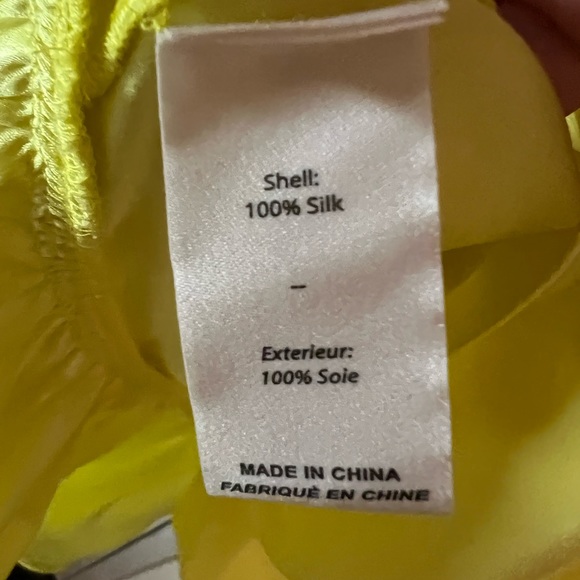 Shell:
100% Silk
–
Exterieur:
100% Soie
MADE IN CHINA
FABRIQUÈ EN CHINE